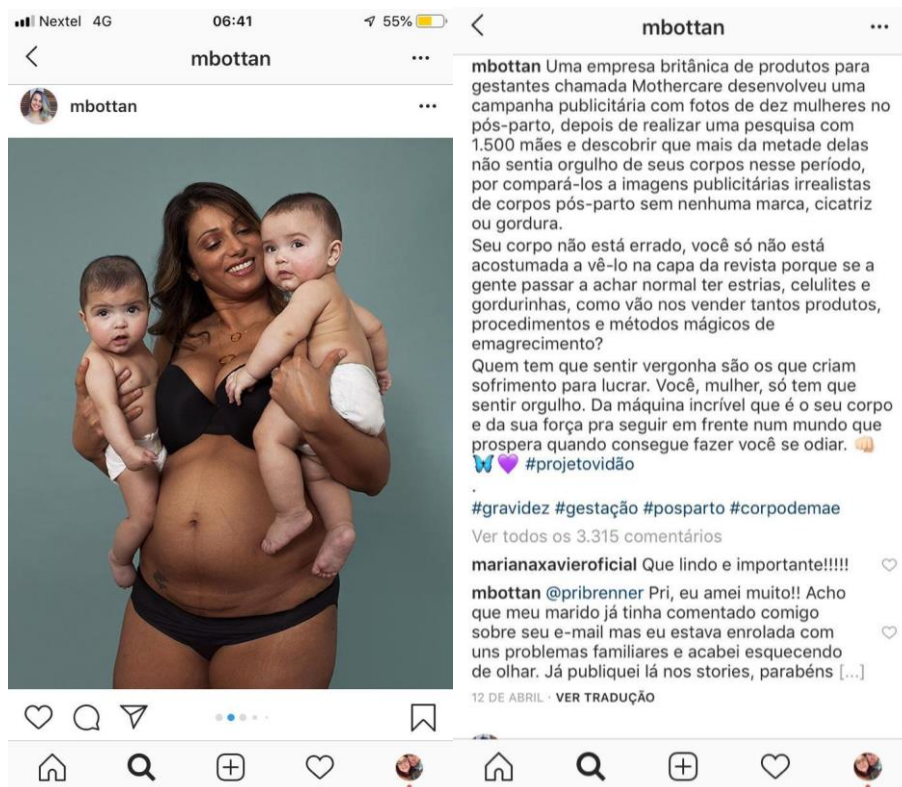 Nextel 4G 06:41 55%
mbottan
mbottan
mbottan
mbottan Uma empresa britânica de produtos para
gestantes chamada Mothercare desenvolveu uma
campanha publicitária com fotos de dez mulheres no
pós-parto, depois de realizar uma pesquisa com
1.500 mães e descobrir que mais da metade delas
não sentia orgulho de seus corpos nesse período,
por compará-los a imagens publicitárias irrealistas
de corpos pós-parto sem nenhuma marca, cicatriz
ou gordura.
Seu corpo não está errado, você só não está
acostumada a vê-lo na capa da revista porque se a
gente passar a achar normal ter estrias, celulites e
gordurinhas, como vão nos vender tantos produtos,
procedimentos e métodos mágicos de
emagrecimento?
Quem tem que sentir vergonha são os que criam
sofrimento para lucrar. Você, mulher, só tem que
sentir orgulho. Da máquina incrível que é o seu corpo
e da sua força pra seguir em frente num mundo que
prospera quando consegue fazer você se odiar. 👊🏻
🦋💜 #projetovidão
.
#gravidez #gestação #posparto #corpodemae
Ver todos os 3.315 comentários
marianaxavieroficial Que lindo e importante!!!!!
mbottan @pribrenner Pri, eu amei muito!! Acho
que meu marido já tinha comentado comigo
sobre seu e-mail mas eu estava enrolada com
uns problemas familiares e acabei esquecendo
de olhar. Já publiquei lá nos stories, parabéns [...]
12 DE ABRIL · VER TRADUÇÃO